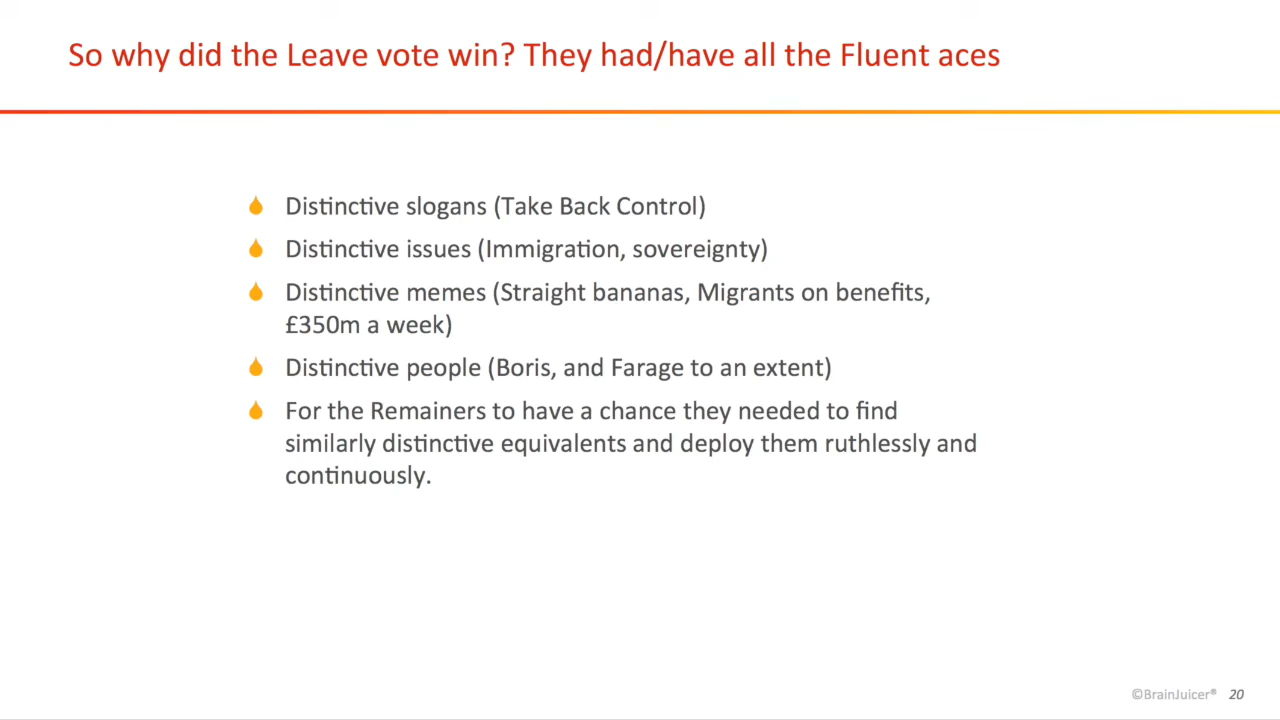 So why did the Leave vote win? They had/have all the Fluent aces
Distinctive slogans (Take Back Control)
Distinctive issues (Immigration, sovereignty)
Distinctive memes (Straight bananas, Migrants on benefits,
£350m a week)
Distinctive people (Boris, and Farage to an extent)
For the Remainers to have a chance they needed to find
similarly distinctive equivalents and deploy them ruthlessly and
continuously.
©BrainJuicer® 20